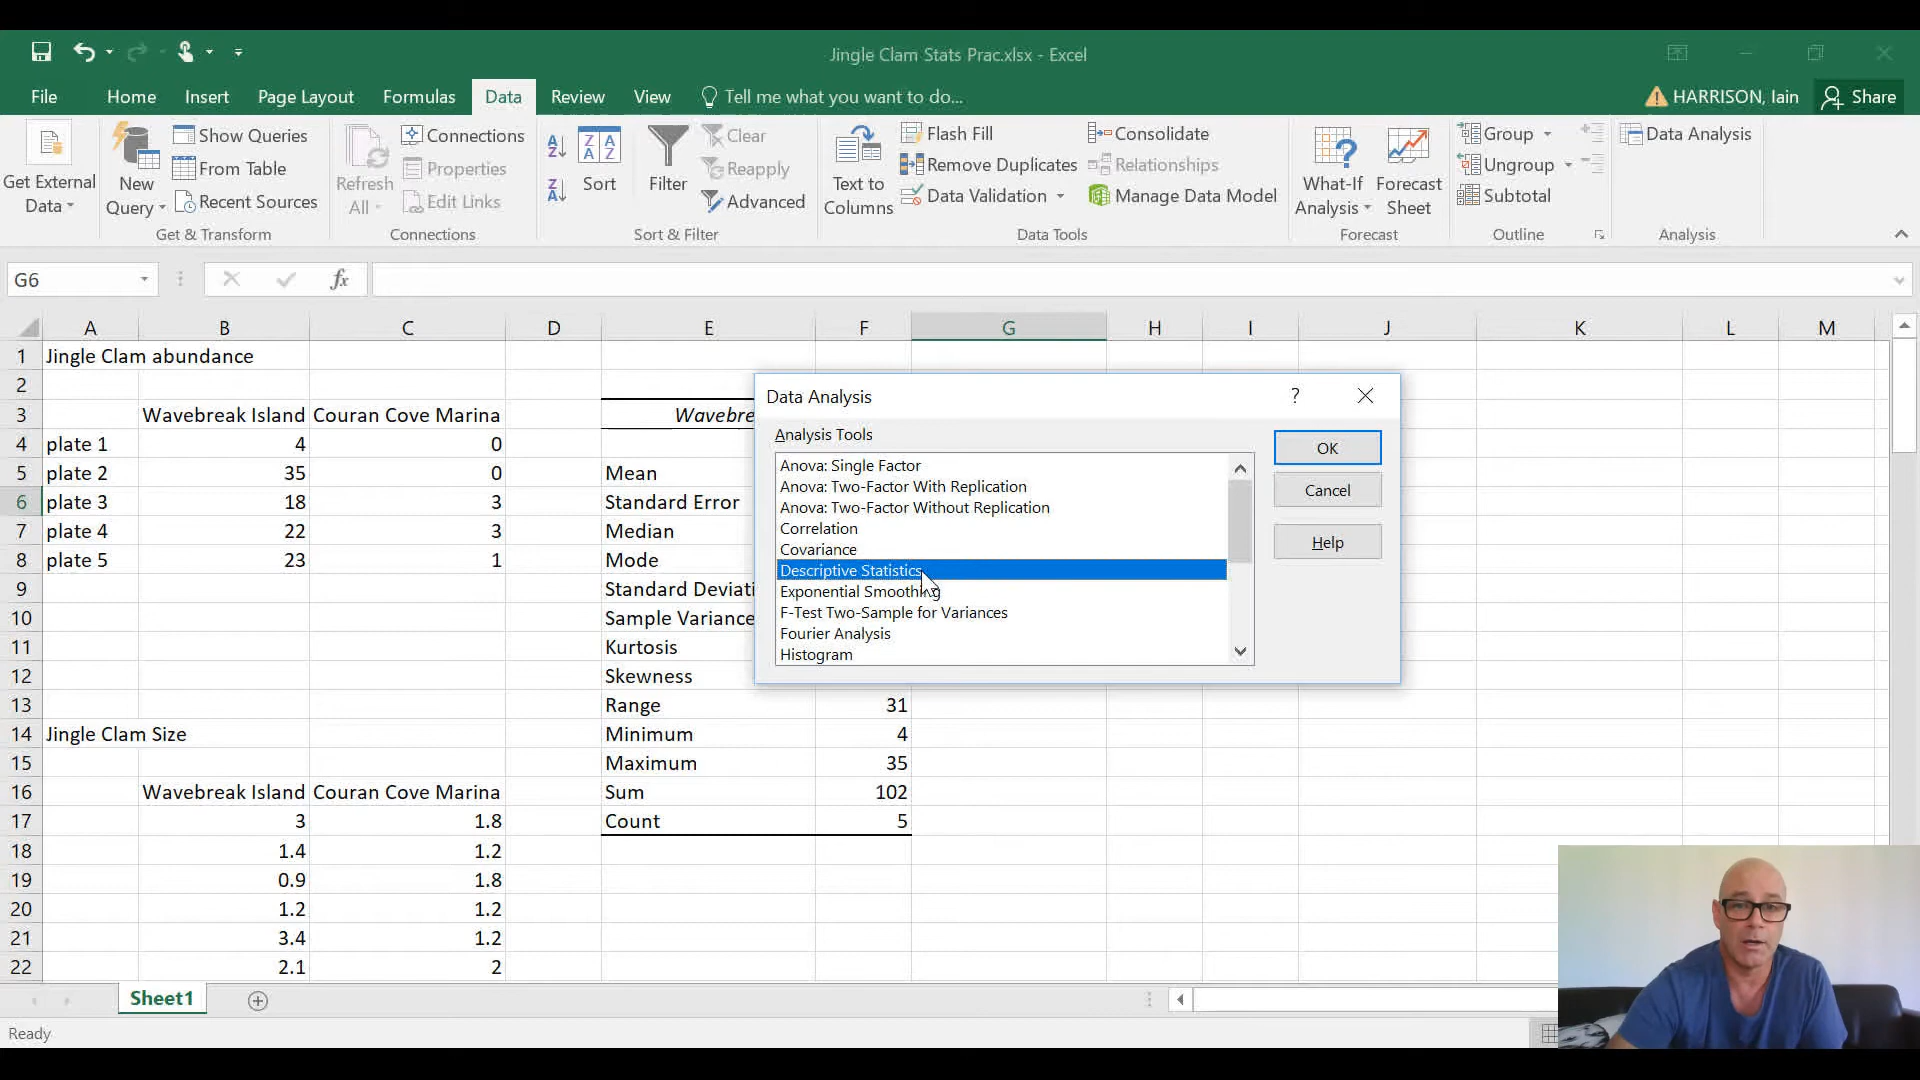 Jingle Clam Stats Prac.xlsx - Excel
File Home Insert Page Layout Formulas Data Review View Tell me what you want to do... HARRISON, Iain Share
Get External Data
New Query
Show Queries
From Table
Recent Sources
Get & Transform
Refresh All
Connections
Properties
Edit Links
Connections
Sort
Filter
Clear
Reapply
Advanced
Sort & Filter
Text to Columns
Flash Fill
Remove Duplicates
Data Validation
Consolidate
Relationships
Manage Data Model
Data Tools
What-If Analysis
Forecast Sheet
Forecast
Group
Ungroup
Subtotal
Outline
Data Analysis
Analysis
G6 fx
A B C D E F G H I J K L M
1 Jingle Clam abundance
2
3 Wavebreak Island Couran Cove Marina Wavebre
4 plate 1 4 0
5 plate 2 35 0 Mean
6 plate 3 18 3 Standard Error
7 plate 4 22 3 Median
8 plate 5 23 1 Mode
9 Standard Deviati
10 Sample Variance
11 Kurtosis
12 Skewness
13 Range 31
14 Jingle Clam Size Minimum 4
15 Maximum 35
16 Wavebreak Island Couran Cove Marina Sum 102
17 3 1.8 Count 5
18 1.4 1.2
19 0.9 1.8
20 1.2 1.2
21 3.4 1.2
22 2.1 2
Data Analysis ?
Analysis Tools
Anova: Single Factor
Anova: Two-Factor With Replication
Anova: Two-Factor Without Replication
Correlation
Covariance
Descriptive Statistics
Exponential Smoothing
F-Test Two-Sample for Variances
Fourier Analysis
Histogram
OK
Cancel
Help
Sheet1
Ready